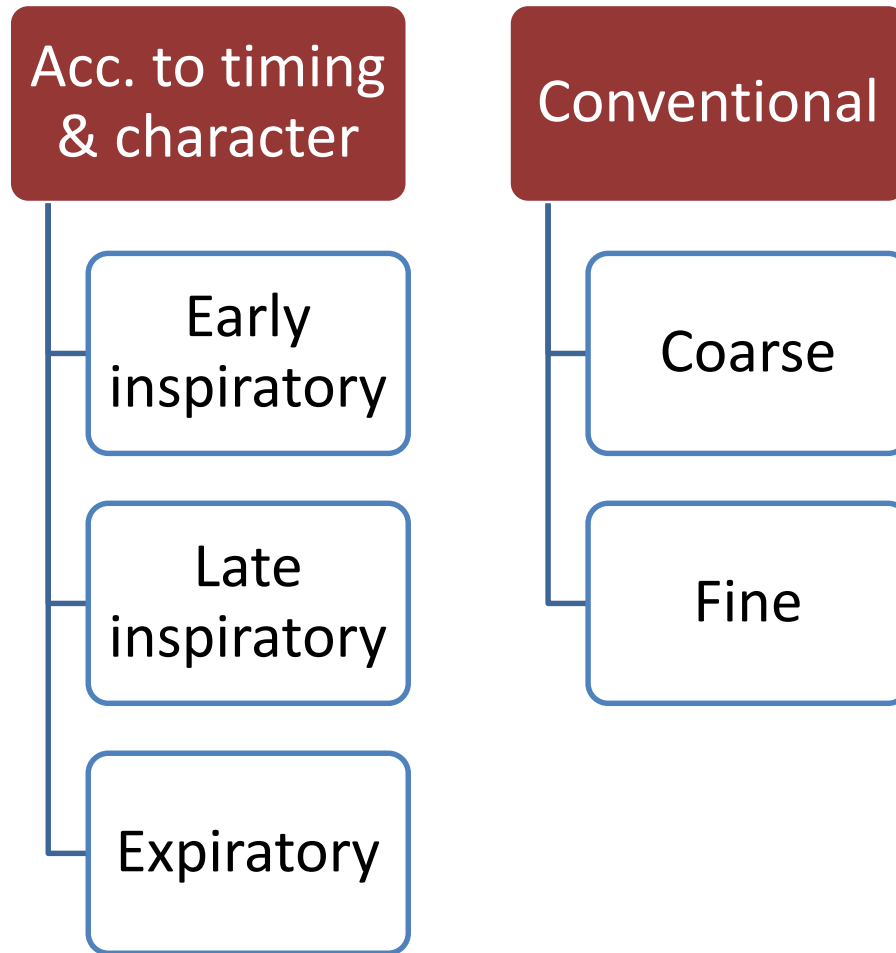 Acc. to timing
& character
Early
inspiratory
Late
inspiratory
Expiratory
Conventional
Coarse
Fine